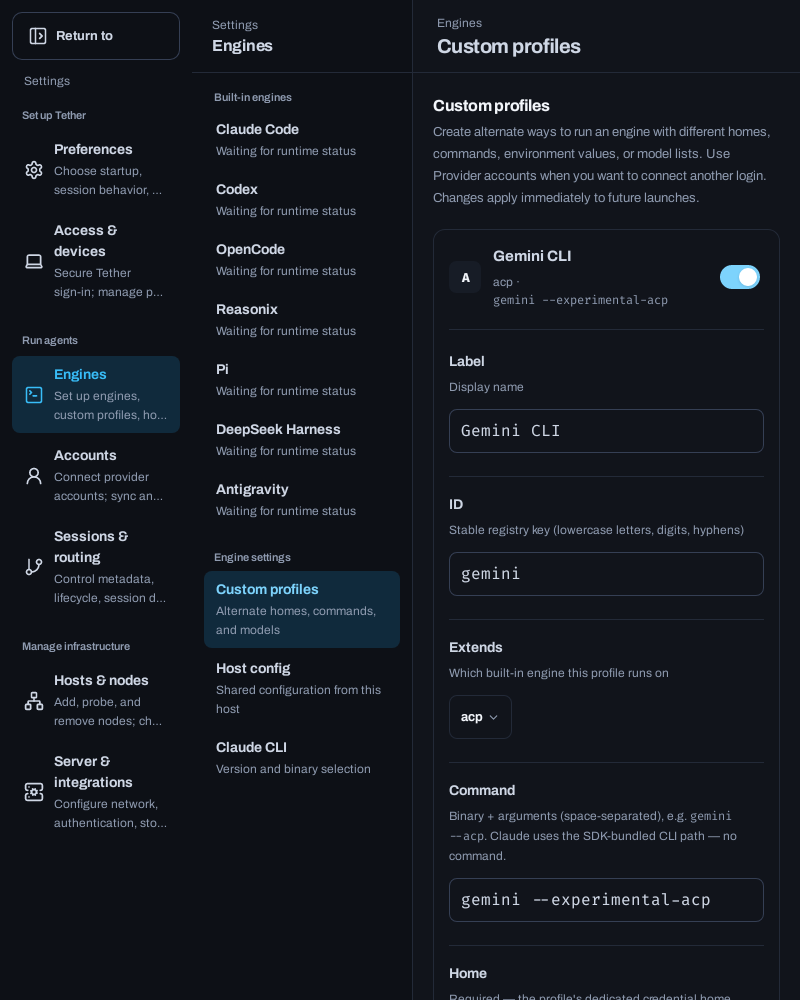 Return to
Settings
Set up Tether
Preferences
Choose startup,
session behavior, ...
Access &
devices
Secure Tether
sign-in; manage p...
Run agents
Engines
Set up engines,
custom profiles, ho...
Accounts
Connect provider
accounts; sync an...
Sessions &
routing
Control metadata,
lifecycle, session d...
Manage infrastructure
Hosts & nodes
Add, probe, and
remove nodes; ch...
Server &
integrations
Configure network,
authentication, sto...
Settings
Engines
Built-in engines
Claude Code
Waiting for runtime status
Codex
Waiting for runtime status
OpenCode
Waiting for runtime status
Reasonix
Waiting for runtime status
Pi
Waiting for runtime status
DeepSeek Harness
Waiting for runtime status
Antigravity
Waiting for runtime status
Engine settings
Custom profiles
Alternate homes, commands,
and models
Host config
Shared configuration from this
host
Claude CLI
Version and binary selection
Engines
Custom profiles
Custom profiles
Create alternate ways to run an engine with different homes,
commands, environment values, or model lists. Use
Provider accounts when you want to connect another login.
Changes apply immediately to future launches.
A
Gemini CLI
acp ·
gemini --experimental-acp
Label
Display name
Gemini CLI
ID
Stable registry key (lowercase letters, digits, hyphens)
gemini
Extends
Which built-in engine this profile runs on
acp
Command
Binary + arguments (space-separated), e.g. gemini
--acp. Claude uses the SDK-bundled CLI path — no
command.
gemini --experimental-acp
Home
Required — the profile's dedicated credential home